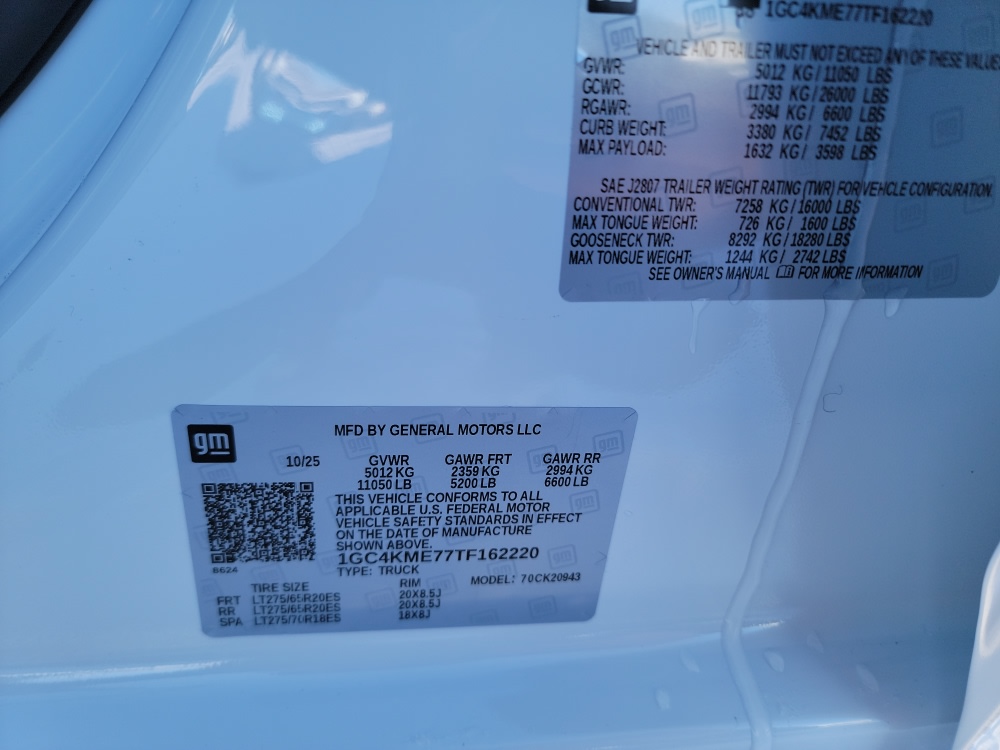 1GC4KME77TF162220
VEHICLE AND TRAILER MUST NOT EXCEED ANY OF THESE VALUE
GVWR: 5012 KG / 11050 LBS
GCWR: 11793 KG / 26000 LBS
RGAWR: 2994 KG / 6600 LBS
CURB WEIGHT: 3380 KG / 7452 LBS
MAX PAYLOAD: 1632 KG / 3598 LBS
SAE J2807 TRAILER WEIGHT RATING (TWR) FOR VEHICLE CONFIGURATION.
CONVENTIONAL TWR: 7258 KG / 16000 LBS
MAX TONGUE WEIGHT: 726 KG / 1600 LBS
GOOSENECK TWR: 8292 KG / 18280 LBS
MAX TONGUE WEIGHT: 1244 KG / 2742 LBS
SEE OWNER'S MANUAL FOR MORE INFORMATION
gm
MFD BY GENERAL MOTORS LLC
10/25 GVWR GAWR FRT GAWR RR
5012 KG 2359 KG 2994 KG
11050 LB 5200 LB 6600 LB
THIS VEHICLE CONFORMS TO ALL
APPLICABLE U.S. FEDERAL MOTOR
VEHICLE SAFETY STANDARDS IN EFFECT
ON THE DATE OF MANUFACTURE
SHOWN ABOVE.
1GC4KME77TF162220
8624
TYPE: TRUCK MODEL: 70CK20943
TIRE SIZE RIM
FRT LT275/65R20ES 20X8.5J
RR LT275/65R20ES 20X8.5J
SPA LT275/70R18ES 18X8J